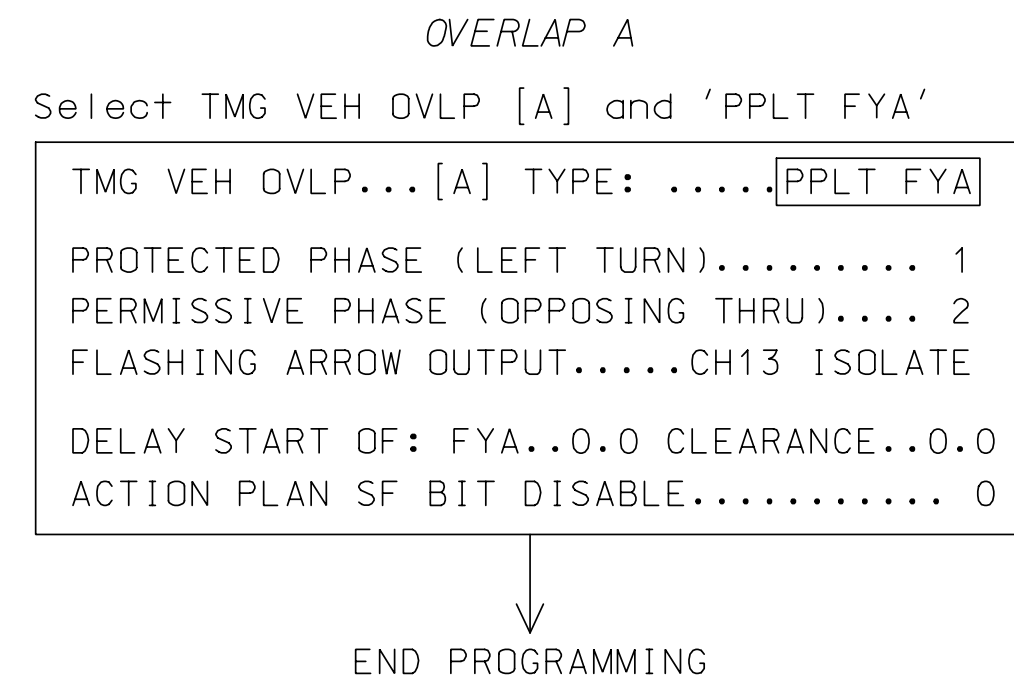 OVERLAP A
Select TMG VEH OVLP [A] and 'PPLT FYA'
TMG VEH OVLP...[A] TYPE: .....PPLT FYA
PROTECTED PHASE (LEFT TURN)......... 1
PERMISSIVE PHASE (OPPOSING THRU).... 2
FLASHING ARROW OUTPUT.....CH13 ISOLATE
DELAY START OF: FYA..0.0 CLEARANCE..0.0
ACTION PLAN SF BIT DISABLE........... 0
END PROGRAMMING